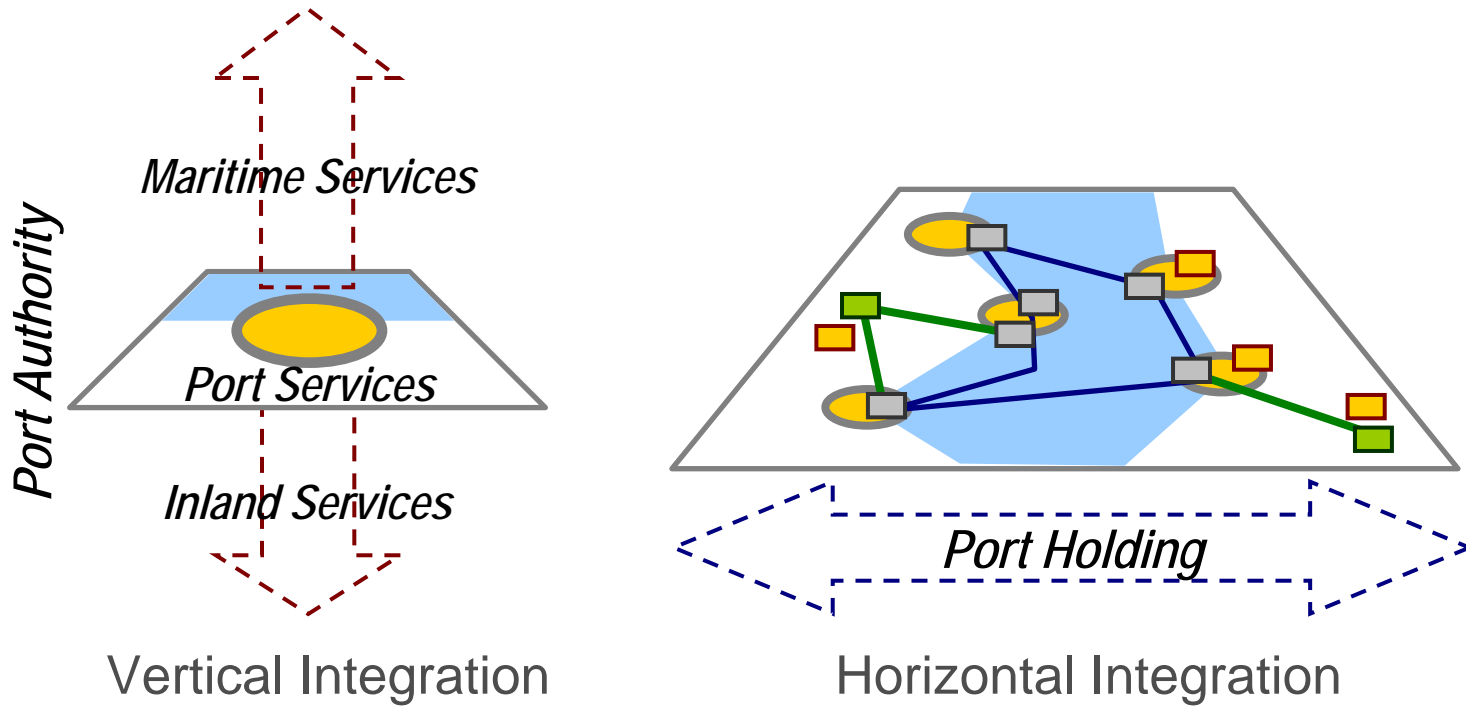 Port Authority
Maritime Services
Port Services
Inland Services
Vertical Integration
Port Holding
Horizontal Integration